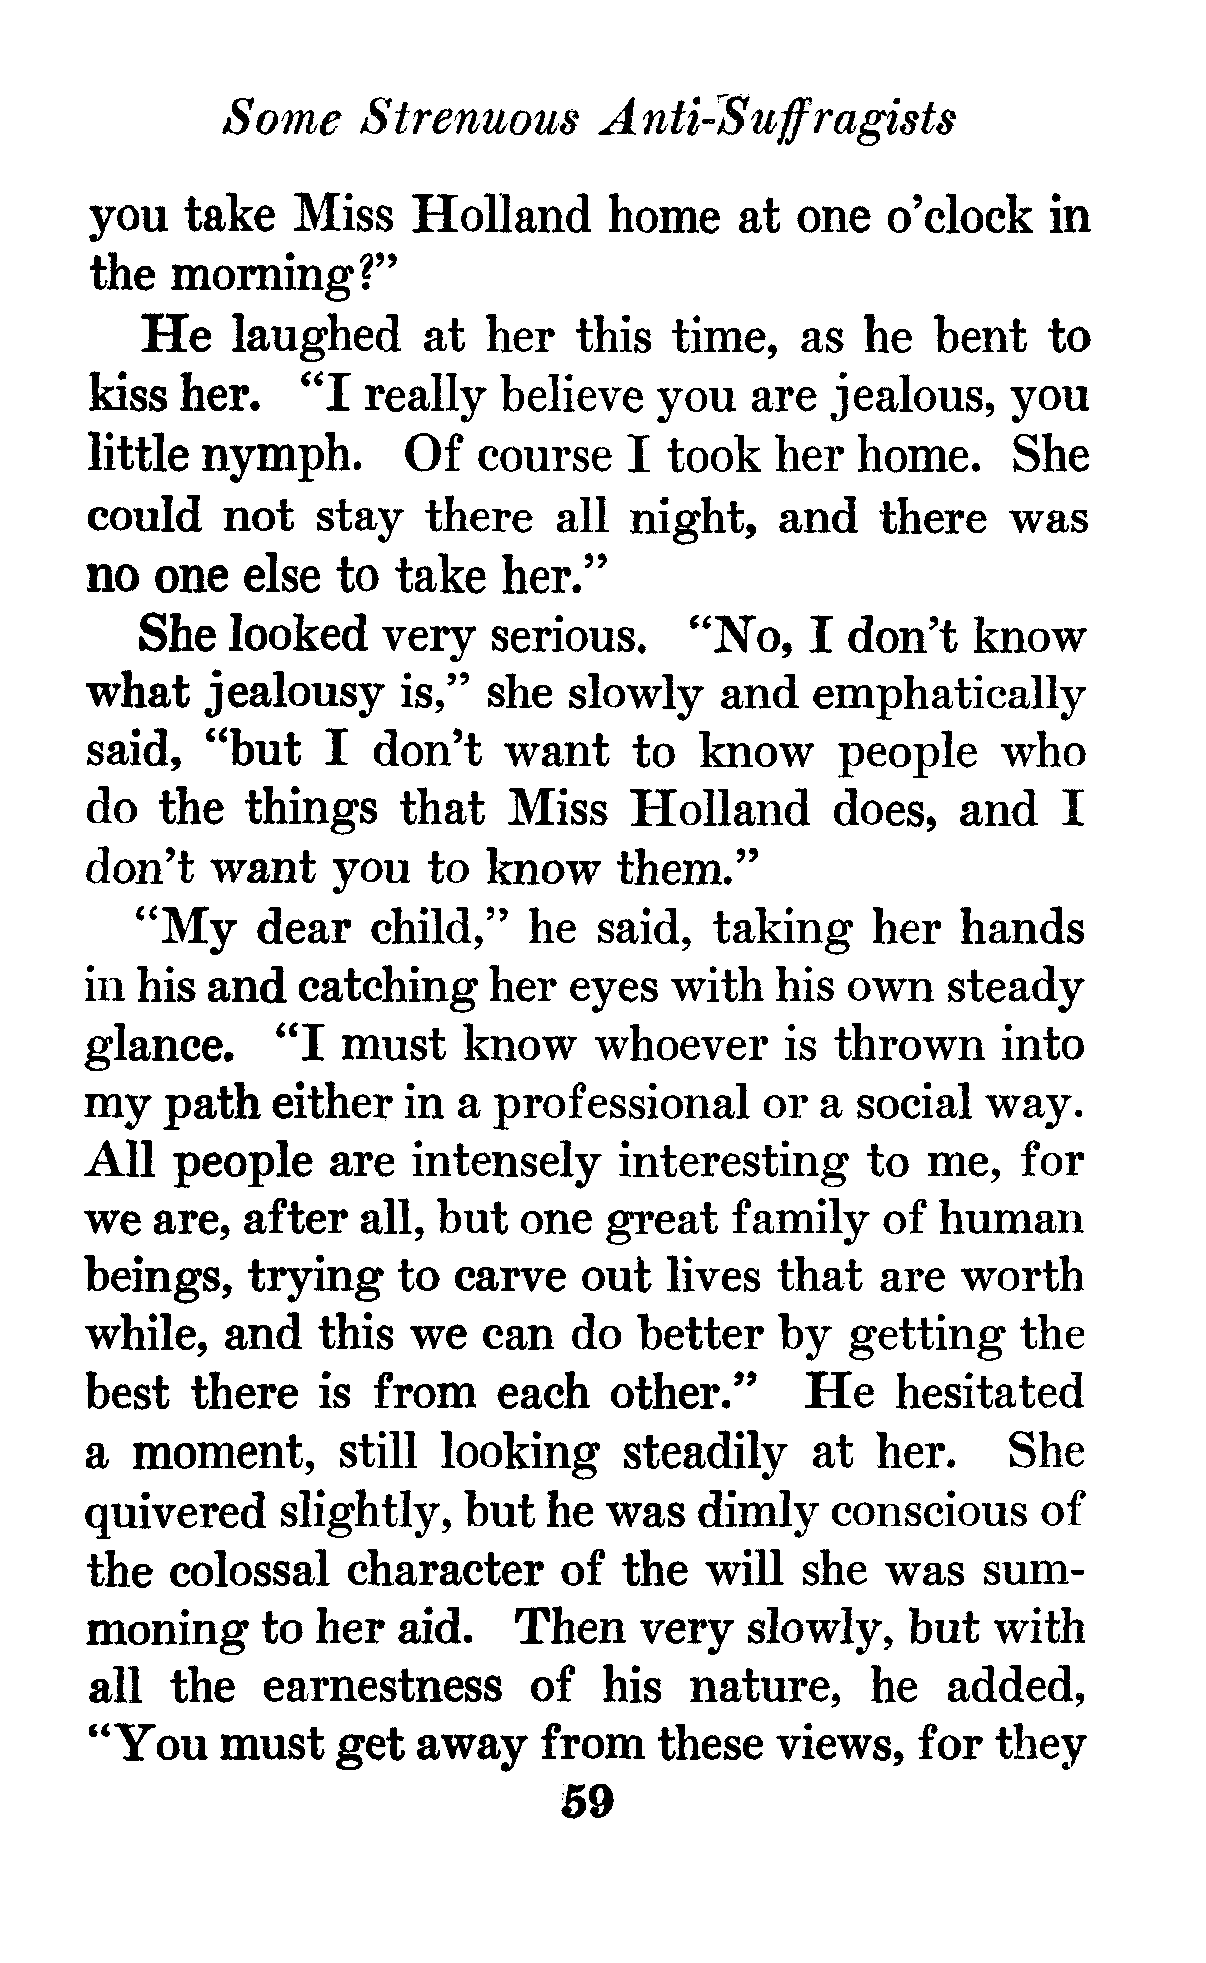 Some Strenuous Anti-Suffragists
you take Miss Holland home at one o'clock in
the morning?"
He laughed at her this time, as he bent to
kiss her. "I really believe you are jealous, you
little nymph. Of course I took her home. She
could not stay there all night, and there was
no one else to take her."
She looked very serious. "No, I don't know
what jealousy is," she slowly and emphatically
said, "but I don't want to know people who
do the things that Miss Holland does, and I
don't want you to know them."
"My dear child," he said, taking her hands
in his and catching her eyes with his own steady
glance. "I must know whoever is thrown into
my path either in a professional or a social way.
All people are intensely interesting to me, for
we are, after all, but one great family of human
beings, trying to carve out lives that are worth
while, and this we can do better by getting the
best there is from each other." He hesitated
a moment, still looking steadily at her. She
quivered slightly, but he was dimly conscious of
the colossal character of the will she was sum-
moning to her aid. Then very slowly, but with
all the earnestness of his nature, he added,
"You must get away from these views, for they
59